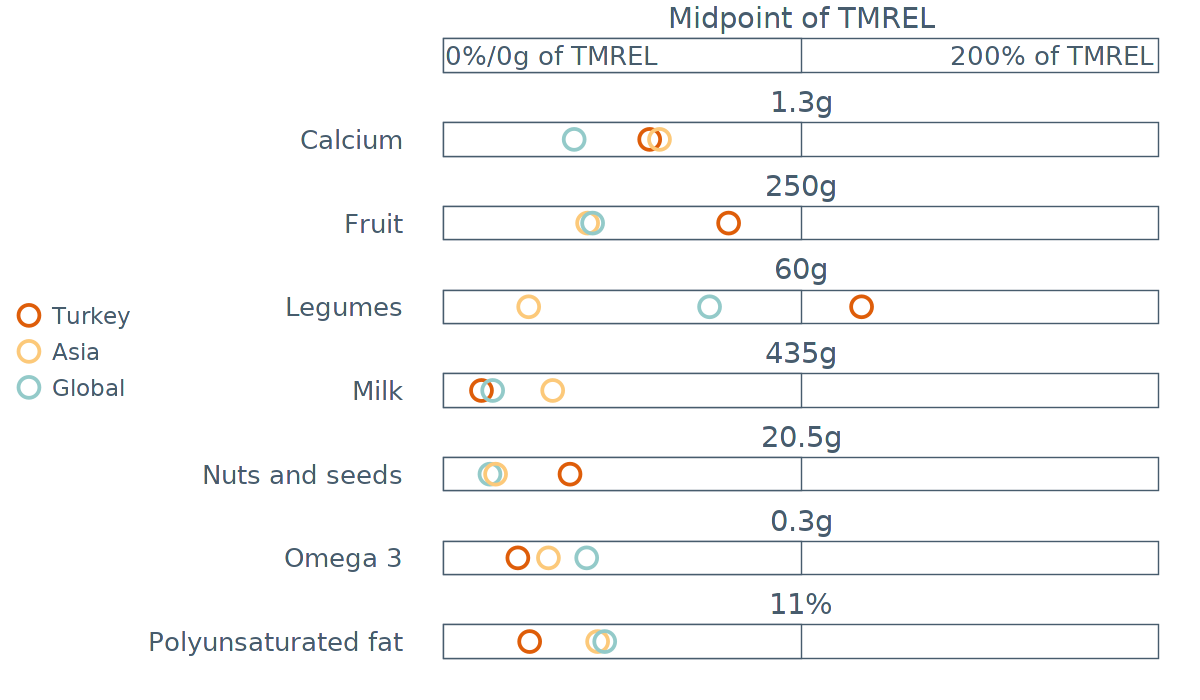 Midpoint of TMREL
0%/0g of TMREL
200% of TMREL
1.3g
Calcium
250g
Fruit
60g
Legumes
435g
Milk
20.5g
Nuts and seeds
0.3g
Omega 3
11%
Polyunsaturated fat
Turkey
Asia
Global